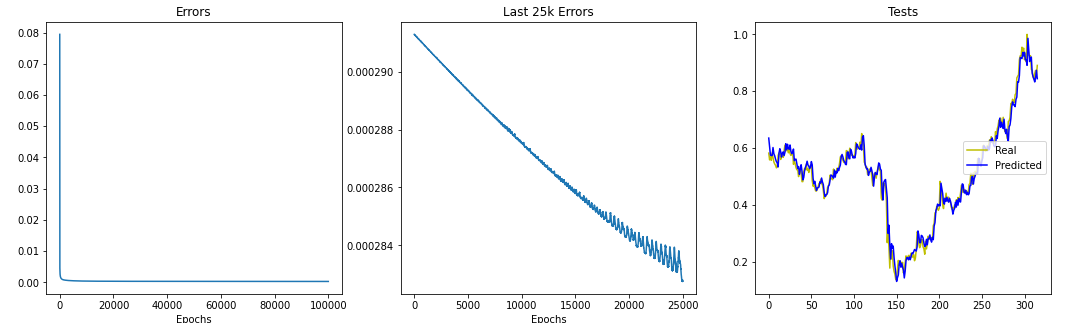 Errors
0.08
0.07
0.06
0.05
0.04
0.03
0.02
0.01
0.00
0 20000 40000 60000 80000 100000
Epochs
Last 25k Errors
0.000290
0.000288
0.000286
0.000284
0 5000 10000 15000 20000 25000
Epochs
Tests
1.0
0.8
0.6
0.4
0.2
Real
Predicted
0 50 100 150 200 250 300